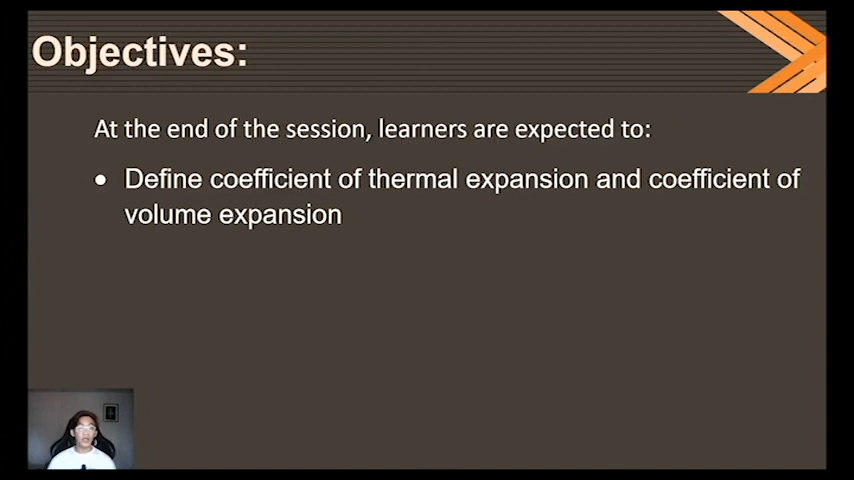 Objectives:
At the end of the session, learners are expected to:
• Define coefficient of thermal expansion and coefficient of
volume expansion